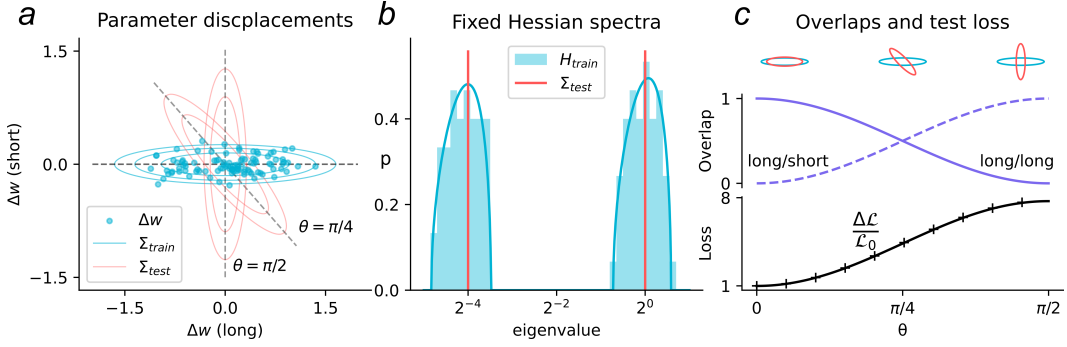 a
Parameter discplacements
1.5
0.0
−1.5
Δw (short)
−1.5
0.0
1.5
Δw (long)
Δw
Σtrain
Σtest
θ = π/4
θ = π/2
b
Fixed Hessian spectra
0.4
p
0.2
0.0
2⁻⁴
2⁻²
2⁰
eigenvalue
Htrain
Σtest
c
Overlaps and test loss
1
0
Overlap
long/short
long/long
8
1
Loss
Δℒ
ℒ₀
0
π/4
π/2
θ